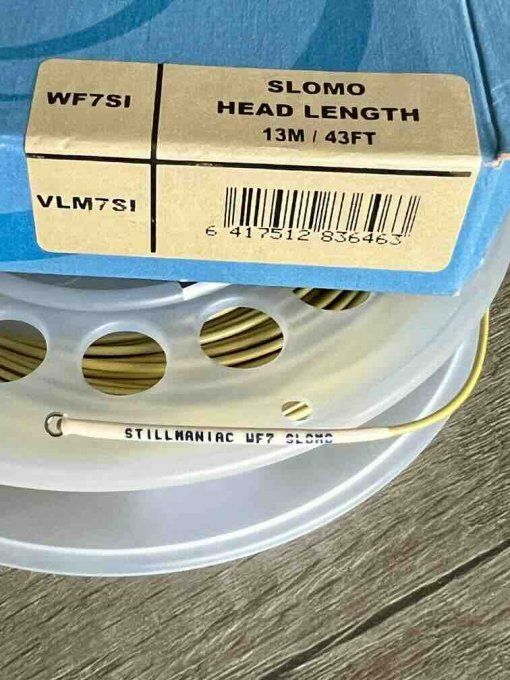 WF7SI
SLOMO
HEAD LENGTH
13M / 43FT
VLM7SI
6 417512 836463
STILLMANIAC WF7 SLOMO